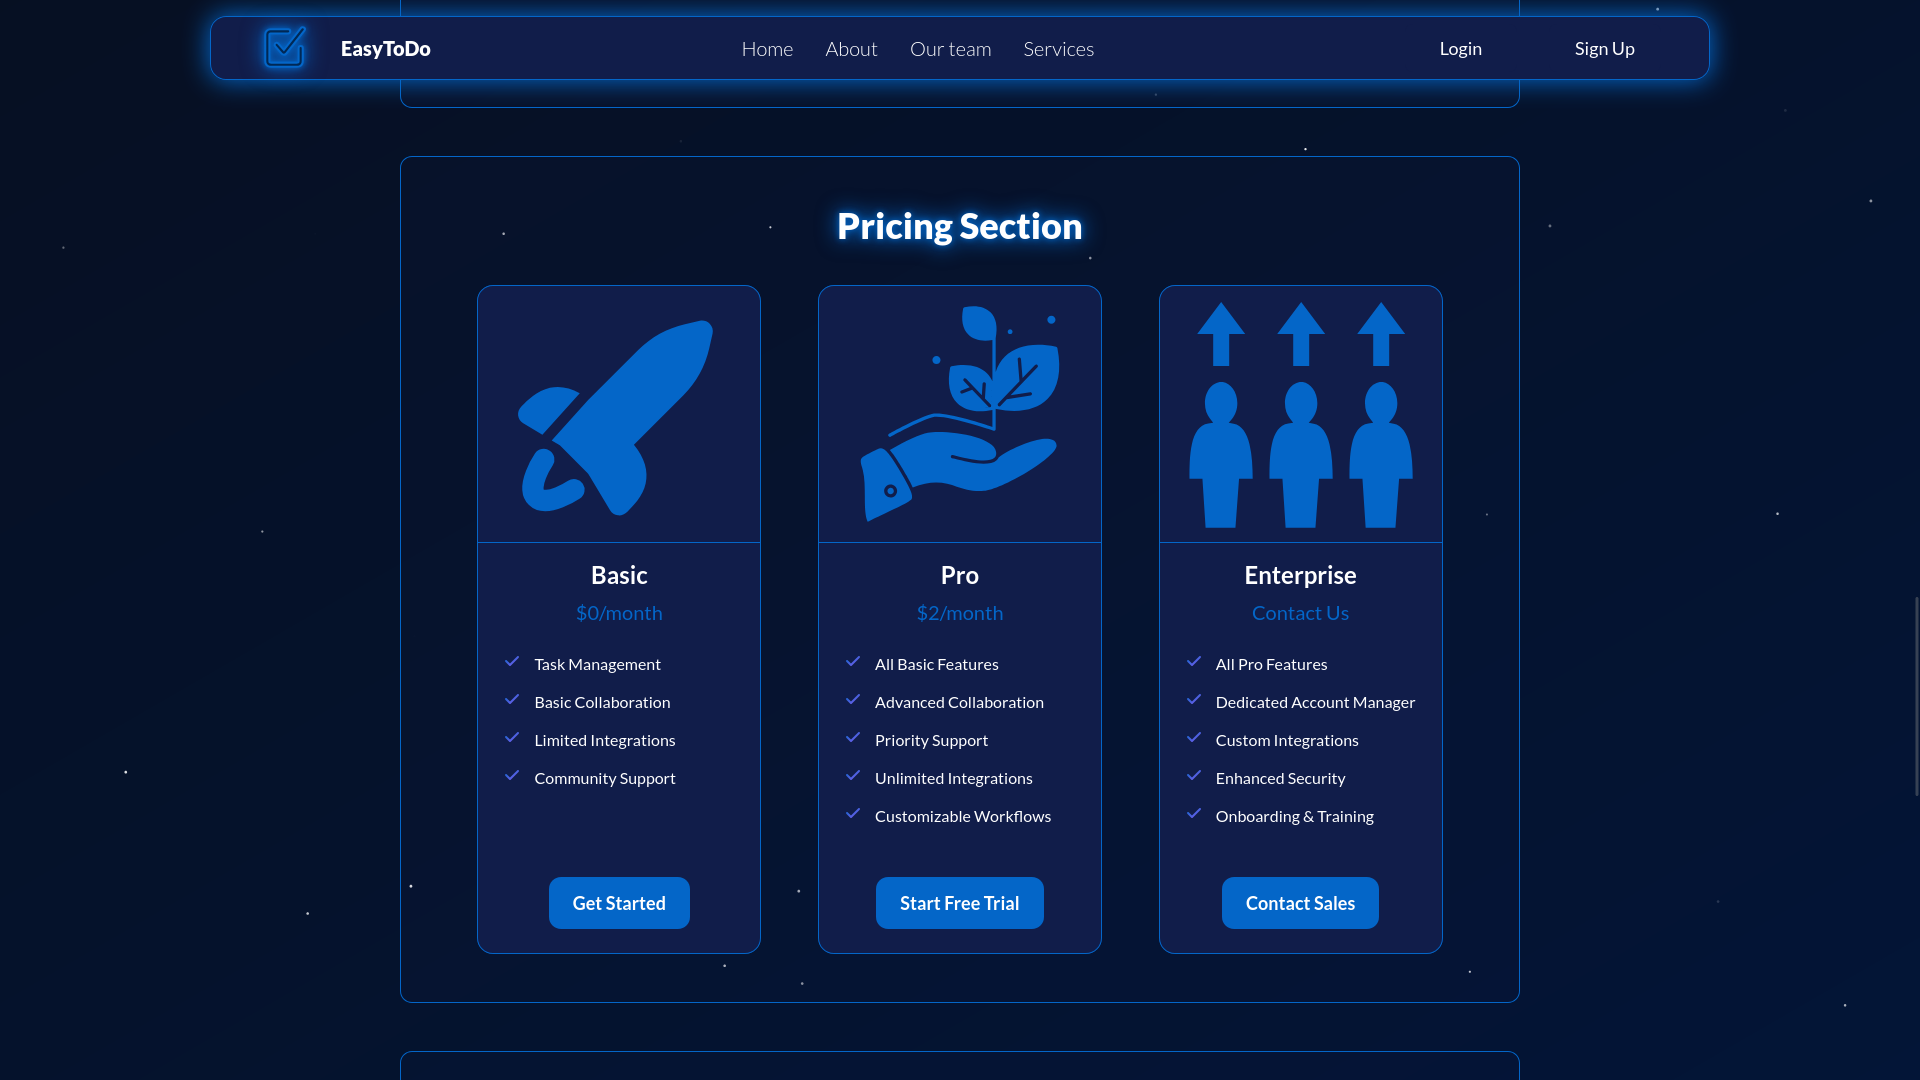 EasyToDo
Home
About
Our team
Services
Login
Sign Up
Pricing Section
Basic
$0/month
Task Management
Basic Collaboration
Limited Integrations
Community Support
Get Started
Pro
$2/month
All Basic Features
Advanced Collaboration
Priority Support
Unlimited Integrations
Customizable Workflows
Start Free Trial
Enterprise
Contact Us
All Pro Features
Dedicated Account Manager
Custom Integrations
Enhanced Security
Onboarding & Training
Contact Sales